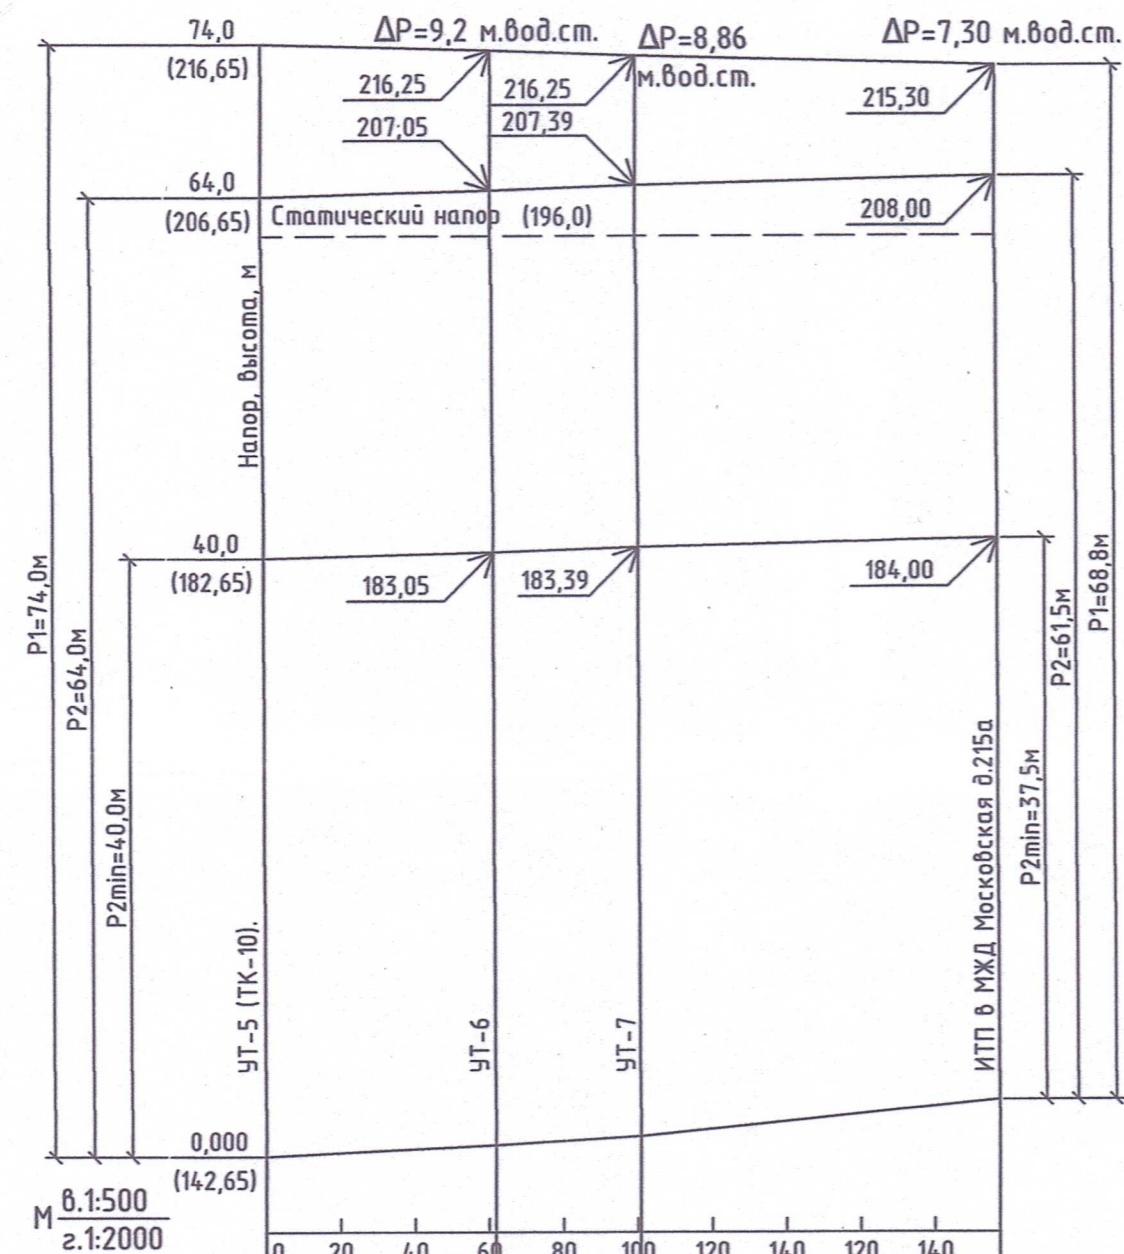 74,0
(216,65)
ΔP=9,2 м.вод.ст.
ΔP=8,86
м.вод.ст.
ΔP=7,30 м.вод.ст.
216,25
216,25
215,30
207,05
207,39
208,00
64,0
(206,65)
Статический напор (196,0)
Напор, высота, м
40,0
(182,65)
183,05
183,39
184,00
P1=74,0м
P2=64,0м
P2min=40,0м
УТ-5 (ТК-10).
УТ-6
УТ-7
ИТП в МЖД Московская д.215а
P2min=37,5м
P2=61,5м
P1=68,8м
0,000
(142,65)
М в.1:500
г.1:2000
0 20 40 60 80 100 120 140 120 140